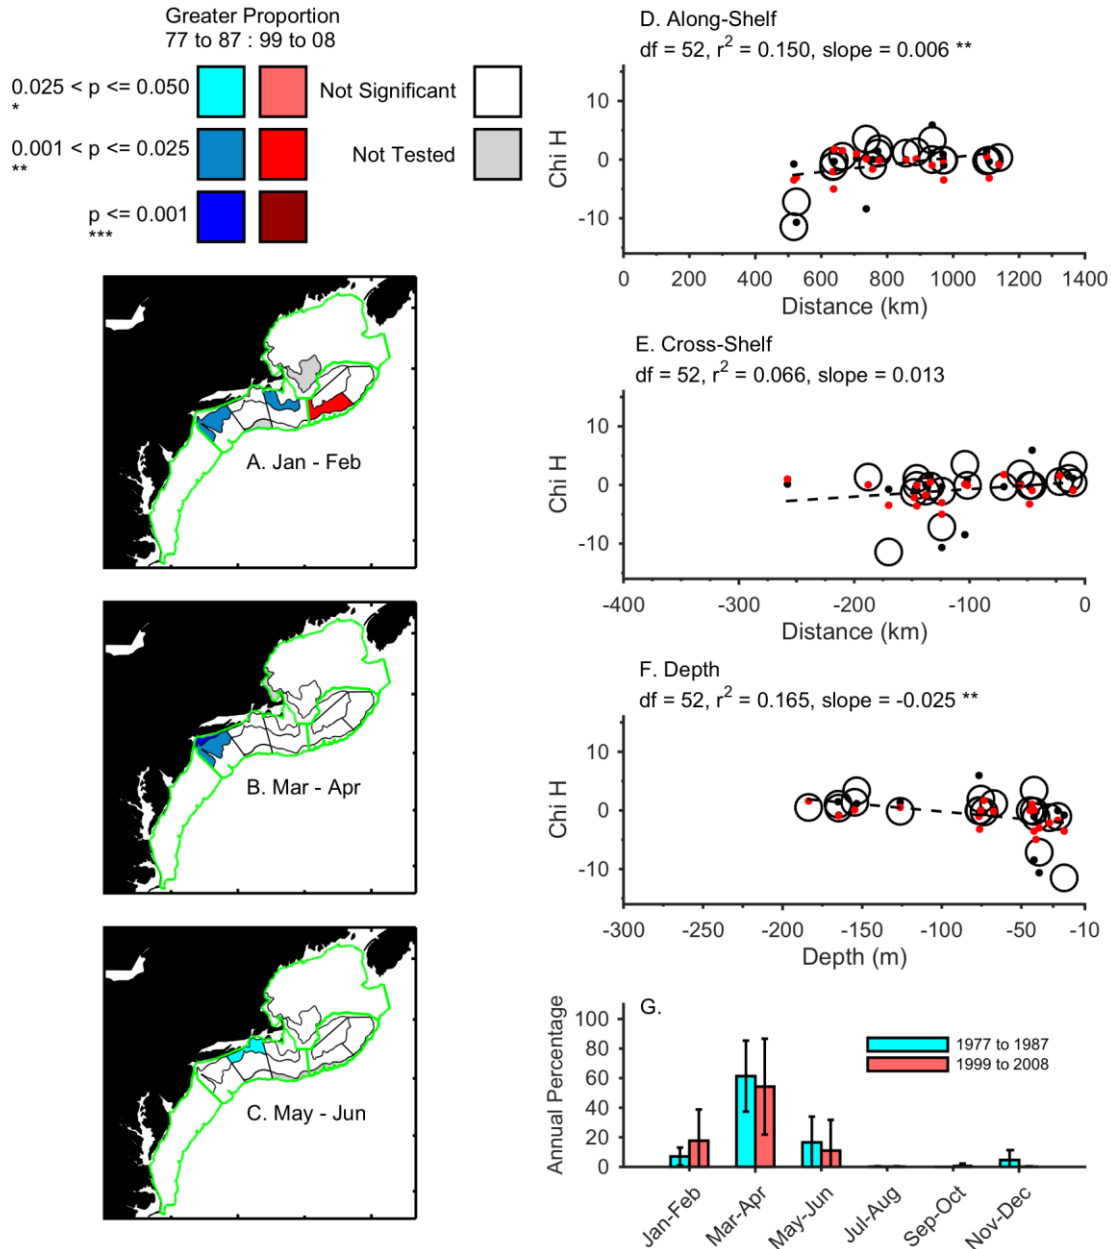 Greater Proportion
77 to 87 : 99 to 08
0.025 < p <= 0.050
*
Not Significant
0.001 < p <= 0.025
**
Not Tested
p <= 0.001
***
A. Jan - Feb
B. Mar - Apr
C. May - Jun
D. Along-Shelf
df = 52, r² = 0.150, slope = 0.006 **
Chi H
10
0
-10
0 200 400 600 800 1000 1200 1400
Distance (km)
E. Cross-Shelf
df = 52, r² = 0.066, slope = 0.013
Chi H
10
0
-10
-400 -300 -200 -100 0
Distance (km)
F. Depth
df = 52, r² = 0.165, slope = -0.025 **
Chi H
10
0
-10
-300 -250 -200 -150 -100 -50 -10
Depth (m)
G.
Annual Percentage
100
80
60
40
20
0
1977 to 1987
1999 to 2008
Jan-Feb Mar-Apr May-Jun Jul-Aug Sep-Oct Nov-Dec